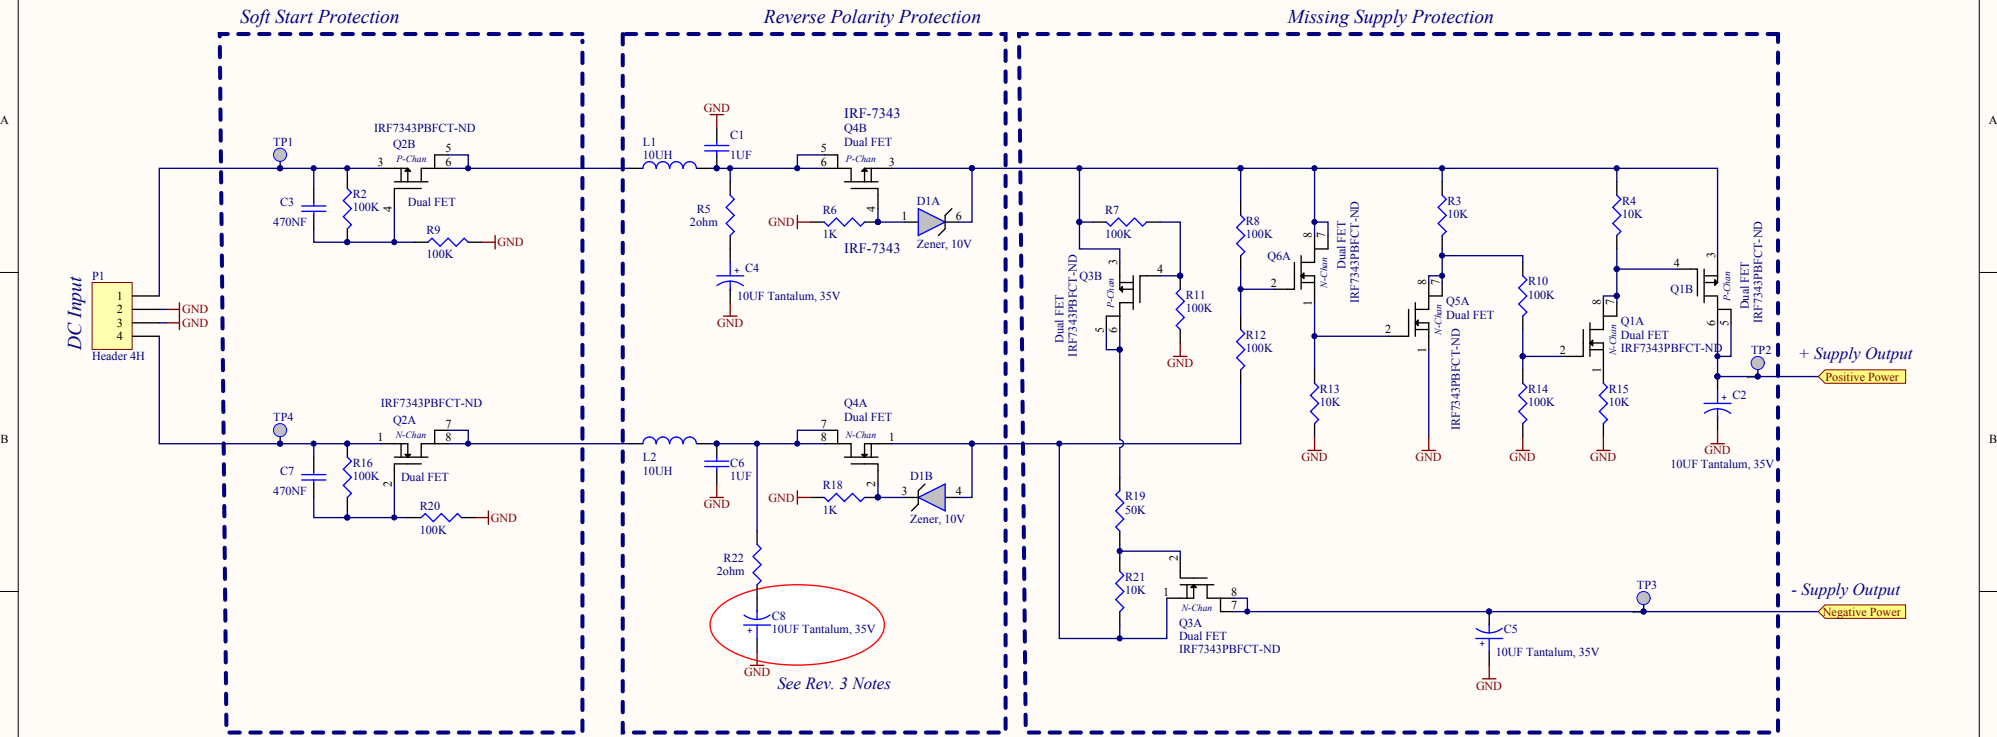 Soft Start Protection
Reverse Polarity Protection
Missing Supply Protection
A
A
B
B
DC Input
P1
1
2
3
4
Header 4H
GND
GND
TP1
C3
470NF
R2
100K
IRF7343PBFCT-ND
Q2B
P-Chan
3
5
6
4
Dual FET
R9
100K
GND
TP4
C7
470NF
R16
100K
IRF7343PBFCT-ND
Q2A
N-Chan
1
7
8
2
Dual FET
R20
100K
GND
L1
10UH
GND
C1
1UF
R5
2ohm
C4
+
10UF Tantalum, 35V
GND
IRF-7343
Q4B
Dual FET
5
6
P-Chan
3
4
GND
R6
1K
IRF-7343
1
D1A
6
Zener, 10V
L2
10UH
C6
1UF
GND
Q4A
Dual FET
7
8
N-Chan
1
2
GND
R18
1K
3
D1B
4
Zener, 10V
R22
2ohm
C8
10UF Tantalum, 35V
+
GND
See Rev. 3 Notes
R7
100K
Q3B
3
4
P-Chan
5
6
Dual FET
IRF7343PBFCT-ND
R11
100K
GND
R8
100K
R12
100K
Q6A
2
8
7
N-Chan
1
Dual FET
IRF7343PBFCT-ND
R13
10K
GND
R3
10K
Q5A
Dual FET
2
8
7
N-Chan
1
IRF7343PBFCT-ND
GND
R10
100K
R14
100K
GND
R4
10K
Q1A
Dual FET
IRF7343PBFCT-ND
2
8
7
N-Chan
1
R15
10K
GND
4
Q1B
3
P-Chan
6
5
Dual FET
IRF7343PBFCT-ND
TP2
+ Supply Output
Positive Power
C2
+
GND
10UF Tantalum, 35V
R19
50K
R21
10K
2
1
N-Chan
8
7
Q3A
Dual FET
IRF7343PBFCT-ND
TP3
- Supply Output
Negative Power
C5
+
10UF Tantalum, 35V
GND